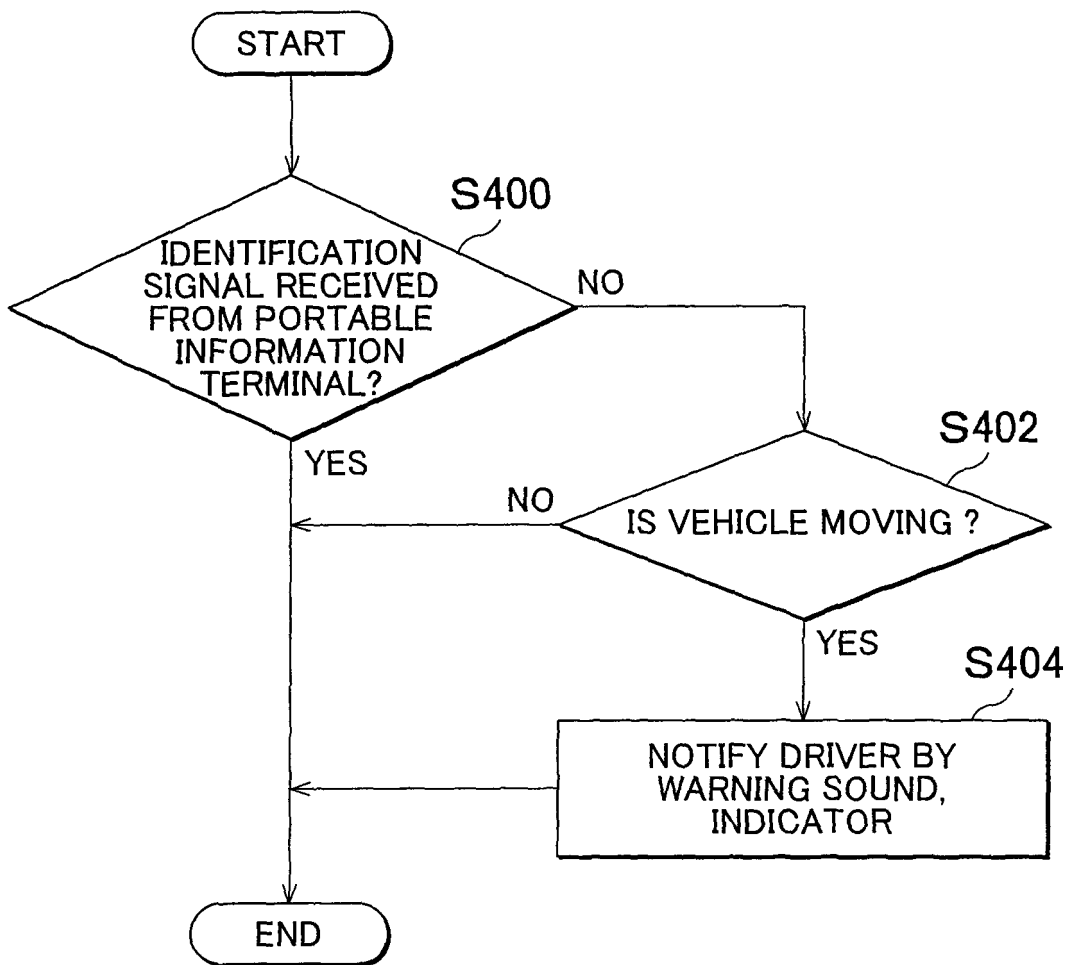 START
S400
IDENTIFICATION
SIGNAL RECEIVED
FROM PORTABLE
INFORMATION
TERMINAL?
NO
YES
S402
NO
IS VEHICLE MOVING ?
YES
S404
NOTIFY DRIVER BY
WARNING SOUND,
INDICATOR
END